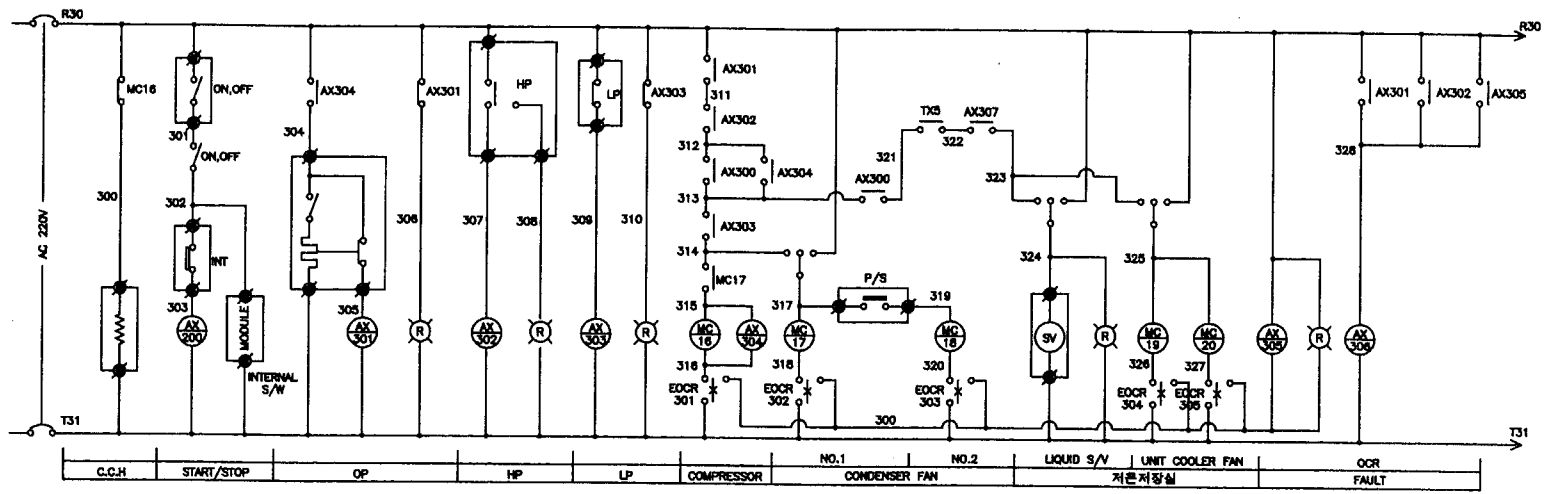 R30
R30
MC16
ON,OFF
AX304
AX301
HP
LP
AX303
AX301
311
AX302
TX5
AX307
AX301
AX302
AX305
301
ON,OFF
304
312
AX300
AX304
321
322
AX300
323
328
300
302
306
307
308
309
310
313
AX303
AC 220V
INT
314
MC17
324
325
303
305
315
317
P/S
319
MODULE
AX
200
AX
301
R
AX
302
R
AX
303
R
MC
16
AX
304
MC
17
MC
18
SV
R
MC
19
MC
20
AX
305
R
AX
306
316
318
320
326
327
INTERNAL
S/W
EOCR
301
EOCR
302
EOCR
303
EOCR
304
EOCR
305
300
T31
T31
C.C.H
START/STOP
OP
HP
LP
COMPRESSOR
NO.1
NO.2
CONDENSER FAN
LIQUID S/V
UNIT COOLER FAN
저온저장실
OCR
FAULT